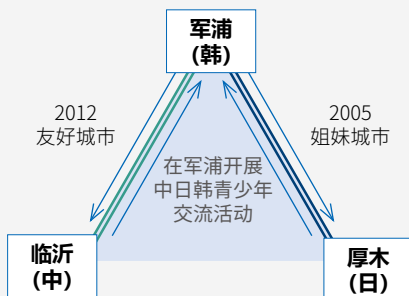 军浦
(韩)
2012
友好城市
2005
姐妹城市
在军浦开展
中日韩青少年
交流活动
临沂
(中)
厚木
(日)